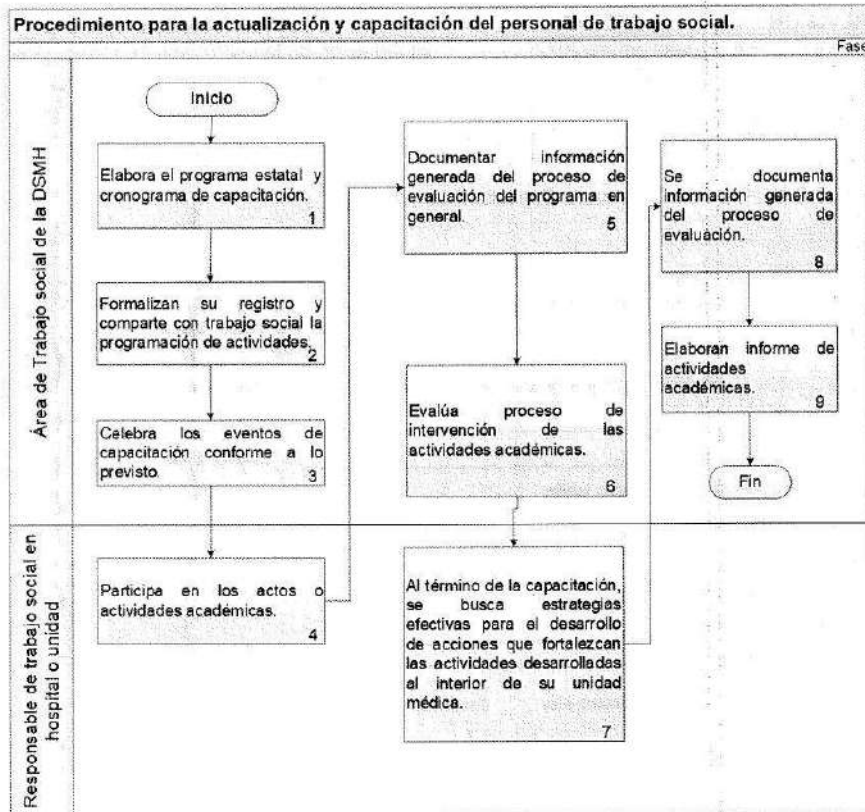 Procedimiento para la actualización y capacitación del personal de trabajo social.
Fase
Área de Trabajo social de la DSMH
Inicio
Elabora el programa estatal y
cronograma de capacitación.
1
Formalizan su registro y
comparte con trabajo social la
programación de actividades.
2
Celebra los eventos de
capacitación conforme a lo
previsto.
3
Documentar información
generada del proceso de
evaluación del programa en
general.
5
Evalúa proceso de
intervención de las
actividades académicas.
6
Se documenta
información generada
del proceso de
evaluación.
8
Elaboran informe de
actividades
académicas.
9
Fin
Responsable de trabajo social en
hospital o unidad
Participa en los actos o
actividades académicas.
4
Al término de la capacitación,
se busca estrategias
efectivas para el desarrollo
de acciones que fortalezcan
las actividades desarrolladas
al interior de su unidad
médica.
7